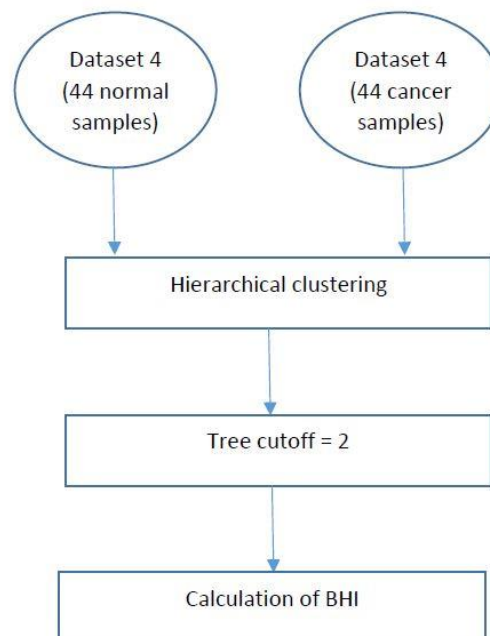 Dataset 4
(44 normal
samples)
Dataset 4
(44 cancer
samples)
Hierarchical clustering
Tree cutoff = 2
Calculation of BHI